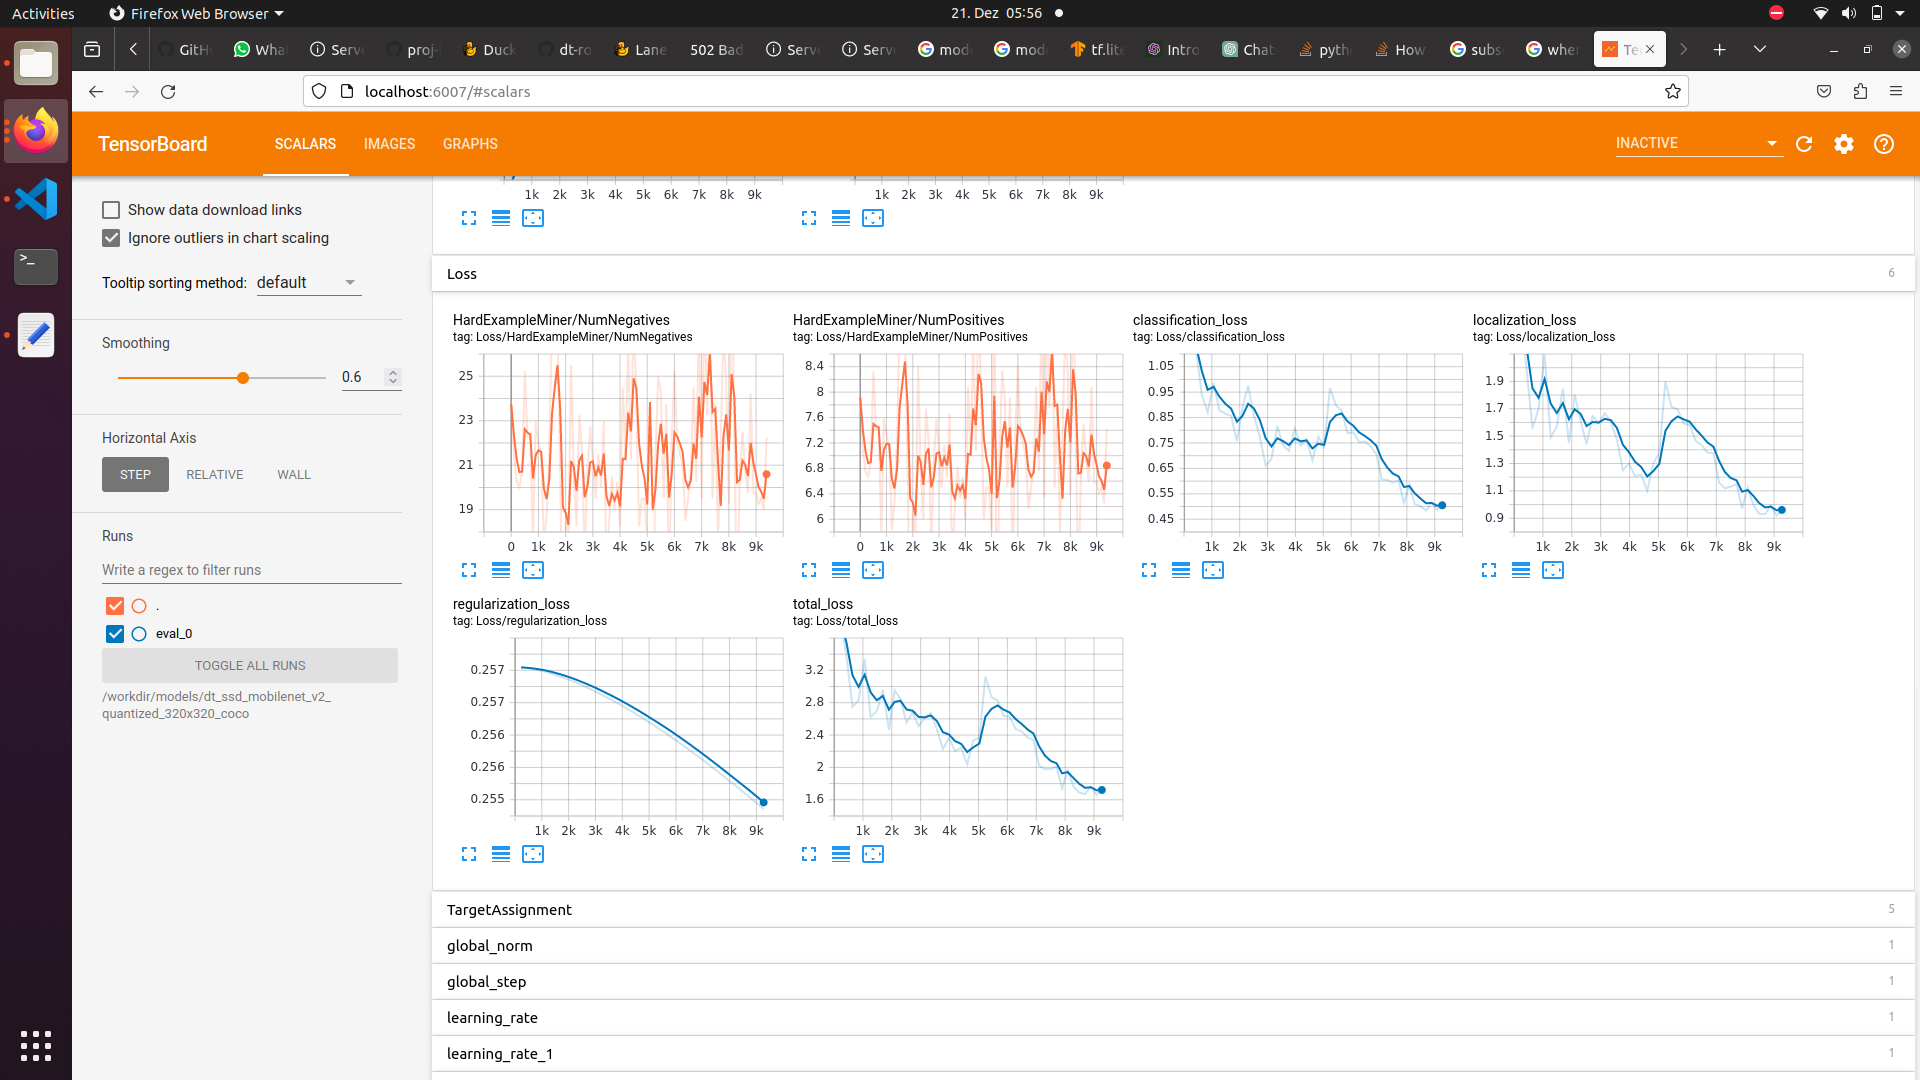 Activities
Firefox Web Browser
21. Dez 05:56
GitH
What
Serv
proj-
Duck
dt-ro
Lane
502 Bad
Serv
Serv
mod
mod
tf.lite
Intro
Chat
pyth
How
subs
wher
Te
localhost:6007/#scalars
TensorBoard
SCALARS
IMAGES
GRAPHS
INACTIVE
Show data download links
Ignore outliers in chart scaling
Tooltip sorting method: default
Smoothing
0.6
Horizontal Axis
STEP
RELATIVE
WALL
Runs
Write a regex to filter runs
.
eval_0
TOGGLE ALL RUNS
/workdir/models/dt_ssd_mobilenet_v2_
quantized_320x320_coco
1k 2k 3k 4k 5k 6k 7k 8k 9k
1k 2k 3k 4k 5k 6k 7k 8k 9k
Loss
6
HardExampleMiner/NumNegatives
tag: Loss/HardExampleMiner/NumNegatives
25
23
21
19
0 1k 2k 3k 4k 5k 6k 7k 8k 9k
HardExampleMiner/NumPositives
tag: Loss/HardExampleMiner/NumPositives
8.4
8
7.6
7.2
6.8
6.4
6
0 1k 2k 3k 4k 5k 6k 7k 8k 9k
classification_loss
tag: Loss/classification_loss
1.05
0.95
0.85
0.75
0.65
0.55
0.45
1k 2k 3k 4k 5k 6k 7k 8k 9k
localization_loss
tag: Loss/localization_loss
1.9
1.7
1.5
1.3
1.1
0.9
1k 2k 3k 4k 5k 6k 7k 8k 9k
regularization_loss
tag: Loss/regularization_loss
0.257
0.257
0.256
0.256
0.255
1k 2k 3k 4k 5k 6k 7k 8k 9k
total_loss
tag: Loss/total_loss
3.2
2.8
2.4
2
1.6
1k 2k 3k 4k 5k 6k 7k 8k 9k
TargetAssignment
5
global_norm
1
global_step
1
learning_rate
1
learning_rate_1
1